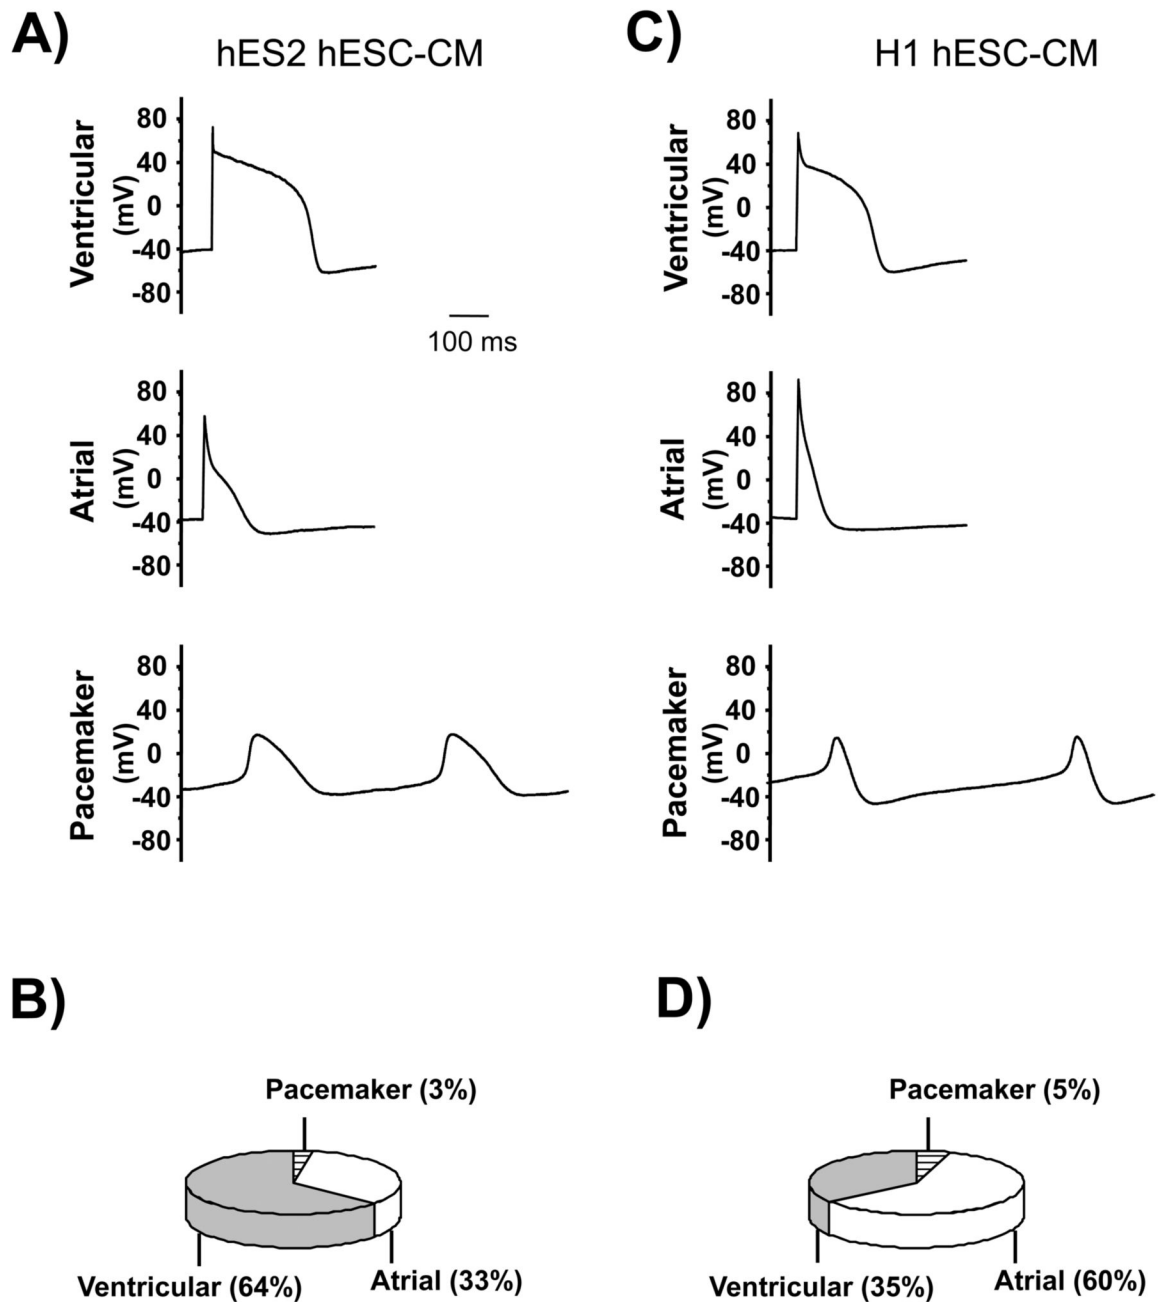 A)
hES2 hESC-CM
Ventricular
(mV)
80
40
0
-40
-80
100 ms
Atrial
(mV)
80
40
0
-40
-80
Pacemaker
(mV)
80
40
0
-40
-80
B)
Pacemaker (3%)
Ventricular (64%)
Atrial (33%)
C)
H1 hESC-CM
Ventricular
(mV)
80
40
0
-40
-80
Atrial
(mV)
80
40
0
-40
-80
Pacemaker
(mV)
80
40
0
-40
-80
D)
Pacemaker (5%)
Ventricular (35%)
Atrial (60%)